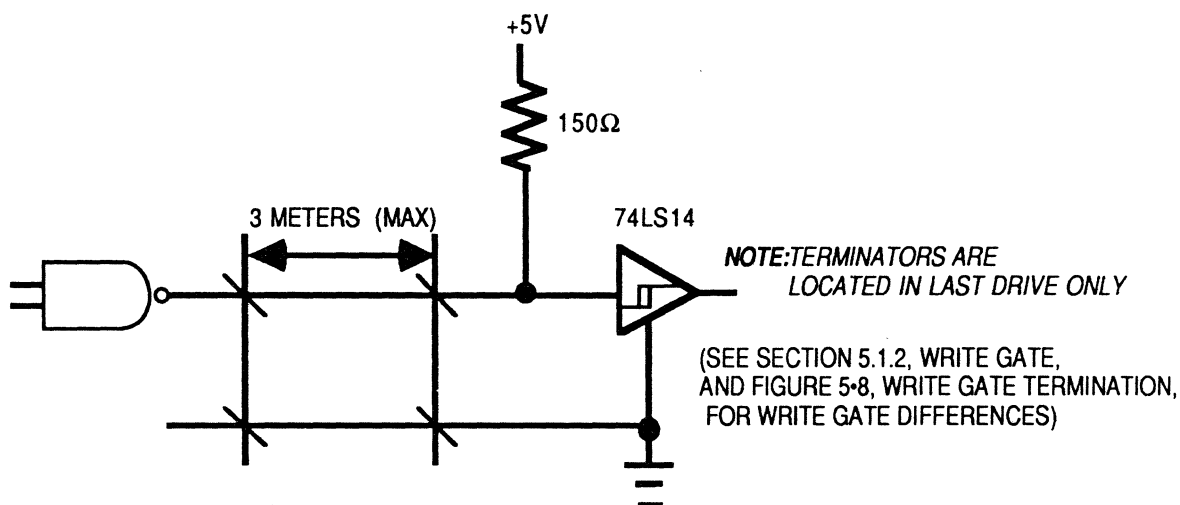 +5V
150Ω
3 METERS (MAX)
74LS14
NOTE:TERMINATORS ARE
LOCATED IN LAST DRIVE ONLY
(SEE SECTION 5.1.2, WRITE GATE,
AND FIGURE 5•8, WRITE GATE TERMINATION,
FOR WRITE GATE DIFFERENCES)